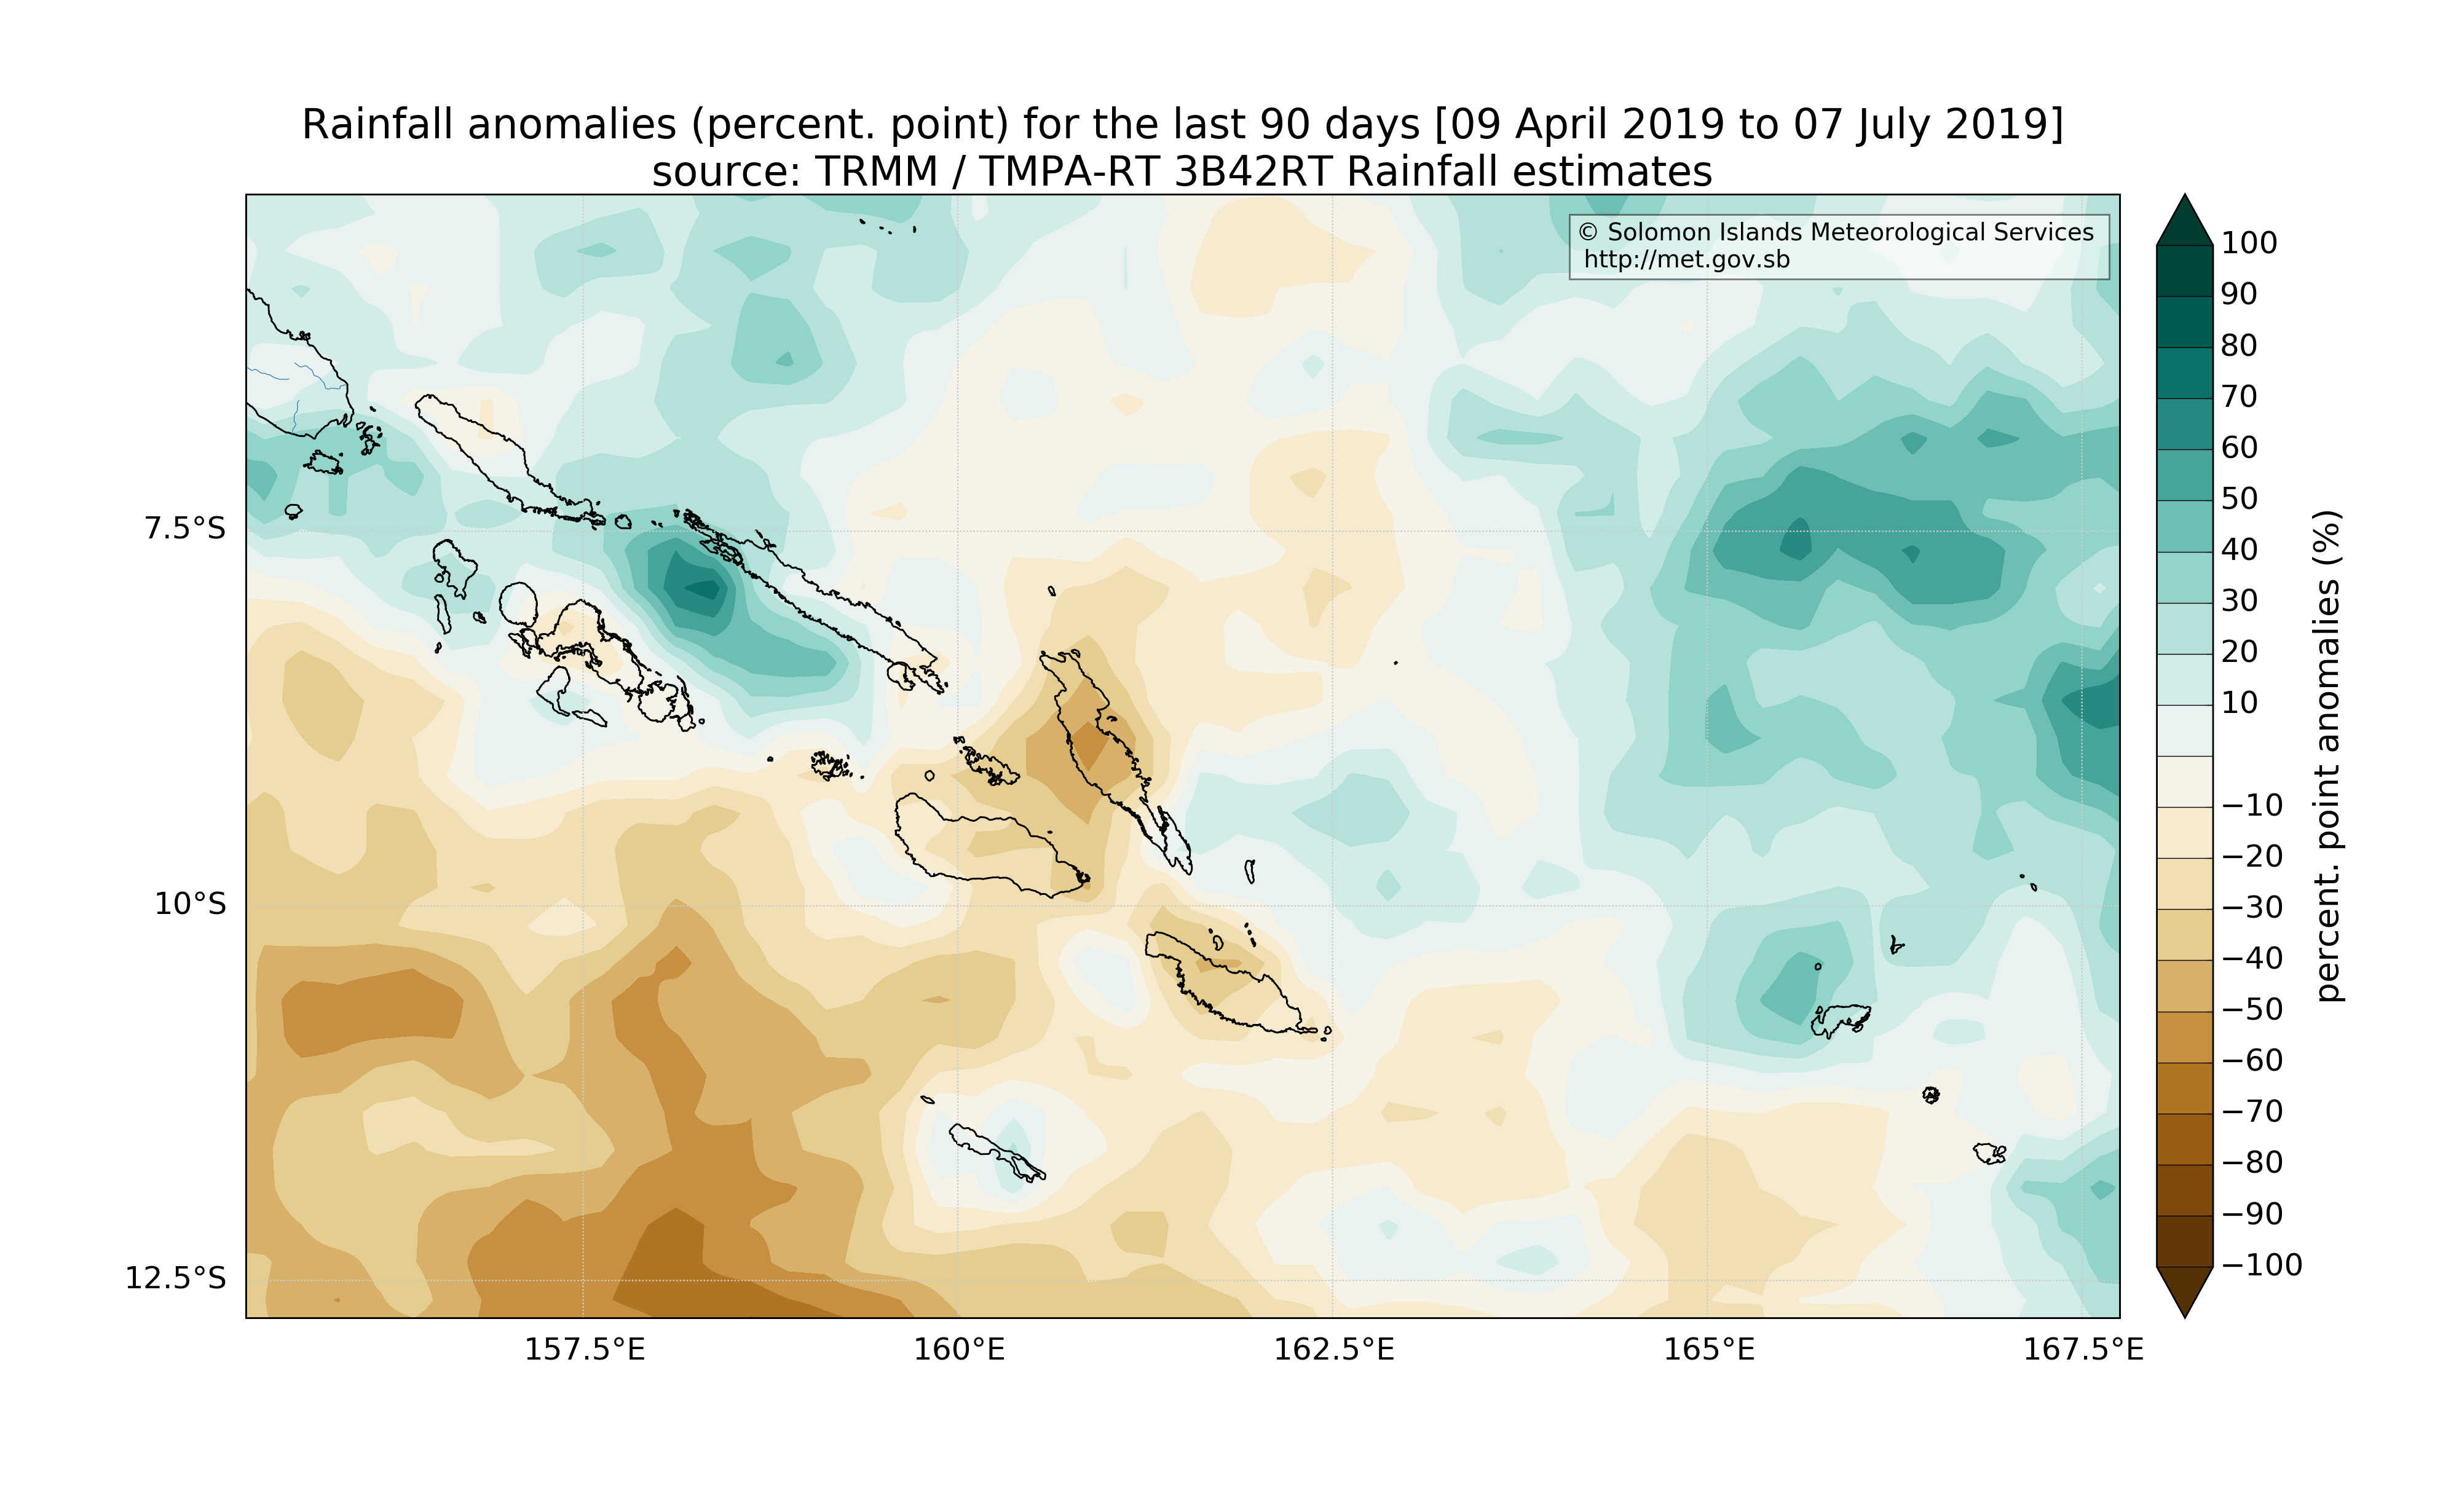 Rainfall anomalies (percent. point) for the last 90 days [09 April 2019 to 07 July 2019]
source: TRMM / TMPA-RT 3B42RT Rainfall estimates
© Solomon Islands Meteorological Services
http://met.gov.sb
7.5°S
10°S
12.5°S
157.5°E
160°E
162.5°E
165°E
167.5°E
100
90
80
70
60
50
40
30
20
10
−10
−20
−30
−40
−50
−60
−70
−80
−90
−100
percent. point anomalies (%)